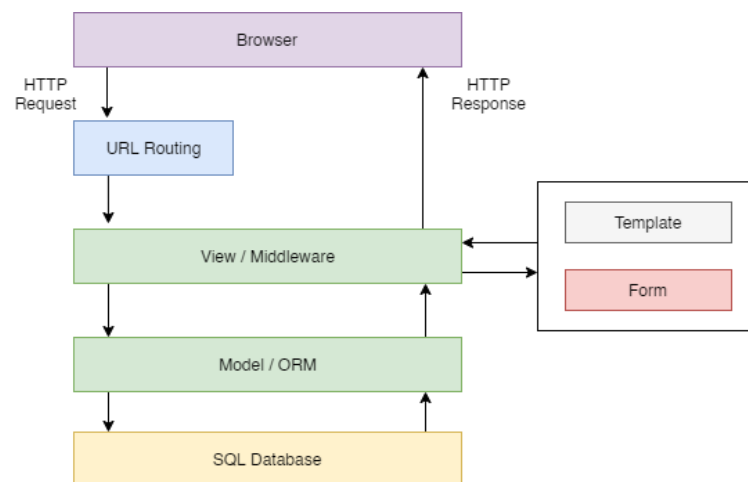 Browser
HTTP
Request
HTTP
Response
URL Routing
Template
View / Middleware
Form
Model / ORM
SQL Database